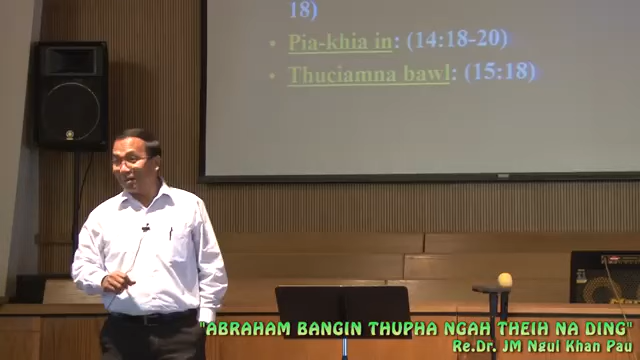 18)
• Pia-khia in: (14:18-20)
• Thuciamna bawl: (15:18)
"ABRAHAM BANGIN THUPHA NGAH THEIH NA DING"
Re.Dr. JM Ngul Khan Pau